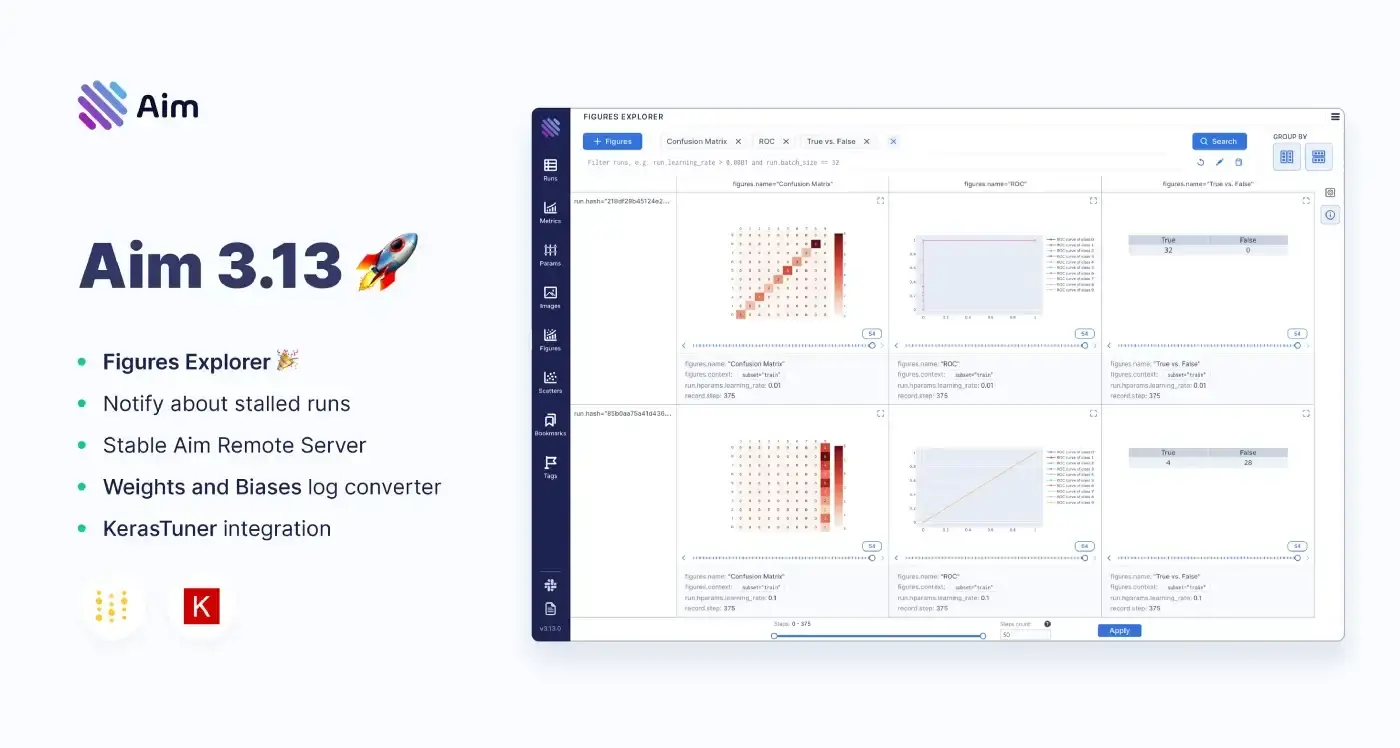 Aim
Aim 3.13
Figures Explorer
Notify about stalled runs
Stable Aim Remote Server
Weights and Biases log converter
KerasTuner integration
K
FIGURES EXPLORER
+ Figures
Confusion Matrix
ROC
True vs. False
Search
GROUP BY
Filter runs, e.g. run.learning_rate > 0.0001 and run.batch_size == 32
Runs
Metrics
Params
Images
Figures
Scatters
Bookmarks
Tags
v3.13.0
figures.name="Confusion Matrix"
figures.name="ROC"
figures.name="True vs. False"
True False
32 0
54
54
54
figures.name: "Confusion Matrix"
figures.context: subset="train"
run.hparams.learning_rate: 0.01
record.step: 375
figures.name: "ROC"
figures.context: subset="train"
run.hparams.learning_rate: 0.01
record.step: 375
figures.name: "True vs. False"
figures.context: subset="train"
run.hparams.learning_rate: 0.01
record.step: 375
True False
4 28
54
54
54
figures.name: "Confusion Matrix"
figures.context: subset="train"
run.hparams.learning_rate: 0.1
record.step: 375
figures.name: "ROC"
figures.context: subset="train"
run.hparams.learning_rate: 0.1
record.step: 375
figures.name: "True vs. False"
figures.context: subset="train"
run.hparams.learning_rate: 0.1
record.step: 375
Steps: 0 - 375
Steps count:
50
Apply